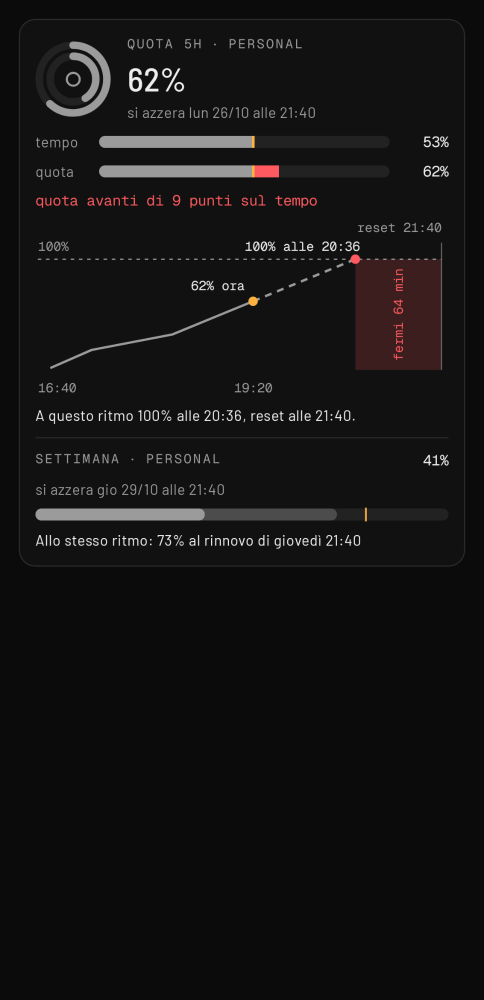 QUOTA 5H · PERSONAL
62%
si azzera lun 26/10 alle 21:40
tempo 53%
quota 62%
quota avanti di 9 punti sul tempo
reset 21:40
100% 100% alle 20:36
62% ora
fermi 64 min
16:40 19:20
A questo ritmo 100% alle 20:36, reset alle 21:40.
SETTIMANA · PERSONAL 41%
si azzera gio 29/10 alle 21:40
Allo stesso ritmo: 73% al rinnovo di giovedì 21:40